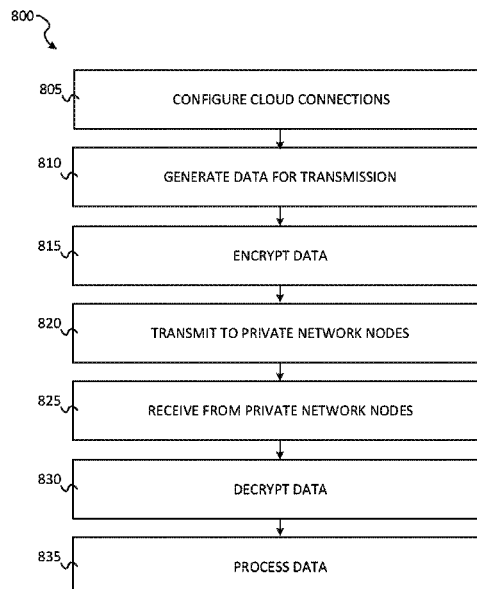 800
805
CONFIGURE CLOUD CONNECTIONS
810
GENERATE DATA FOR TRANSMISSION
815
ENCRYPT DATA
820
TRANSMIT TO PRIVATE NETWORK NODES
825
RECEIVE FROM PRIVATE NETWORK NODES
830
DECRYPT DATA
835
PROCESS DATA